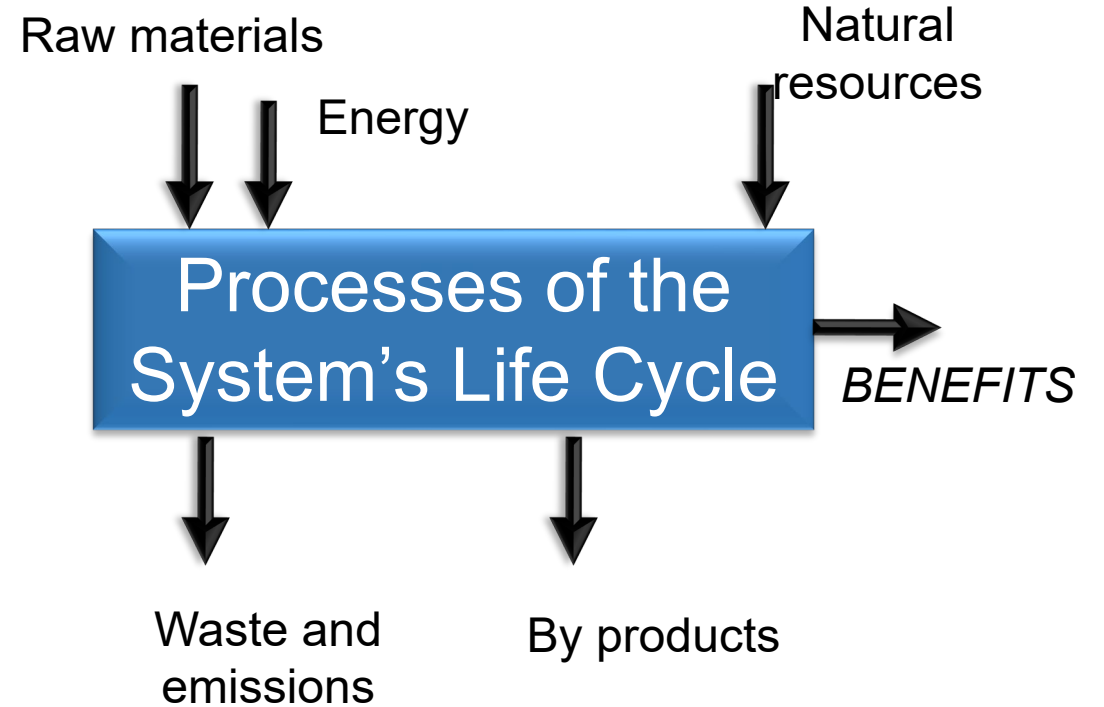 Raw materials
Natural
resources
Energy
Processes of the
System’s Life Cycle
BENEFITS
Waste and
emissions
By products